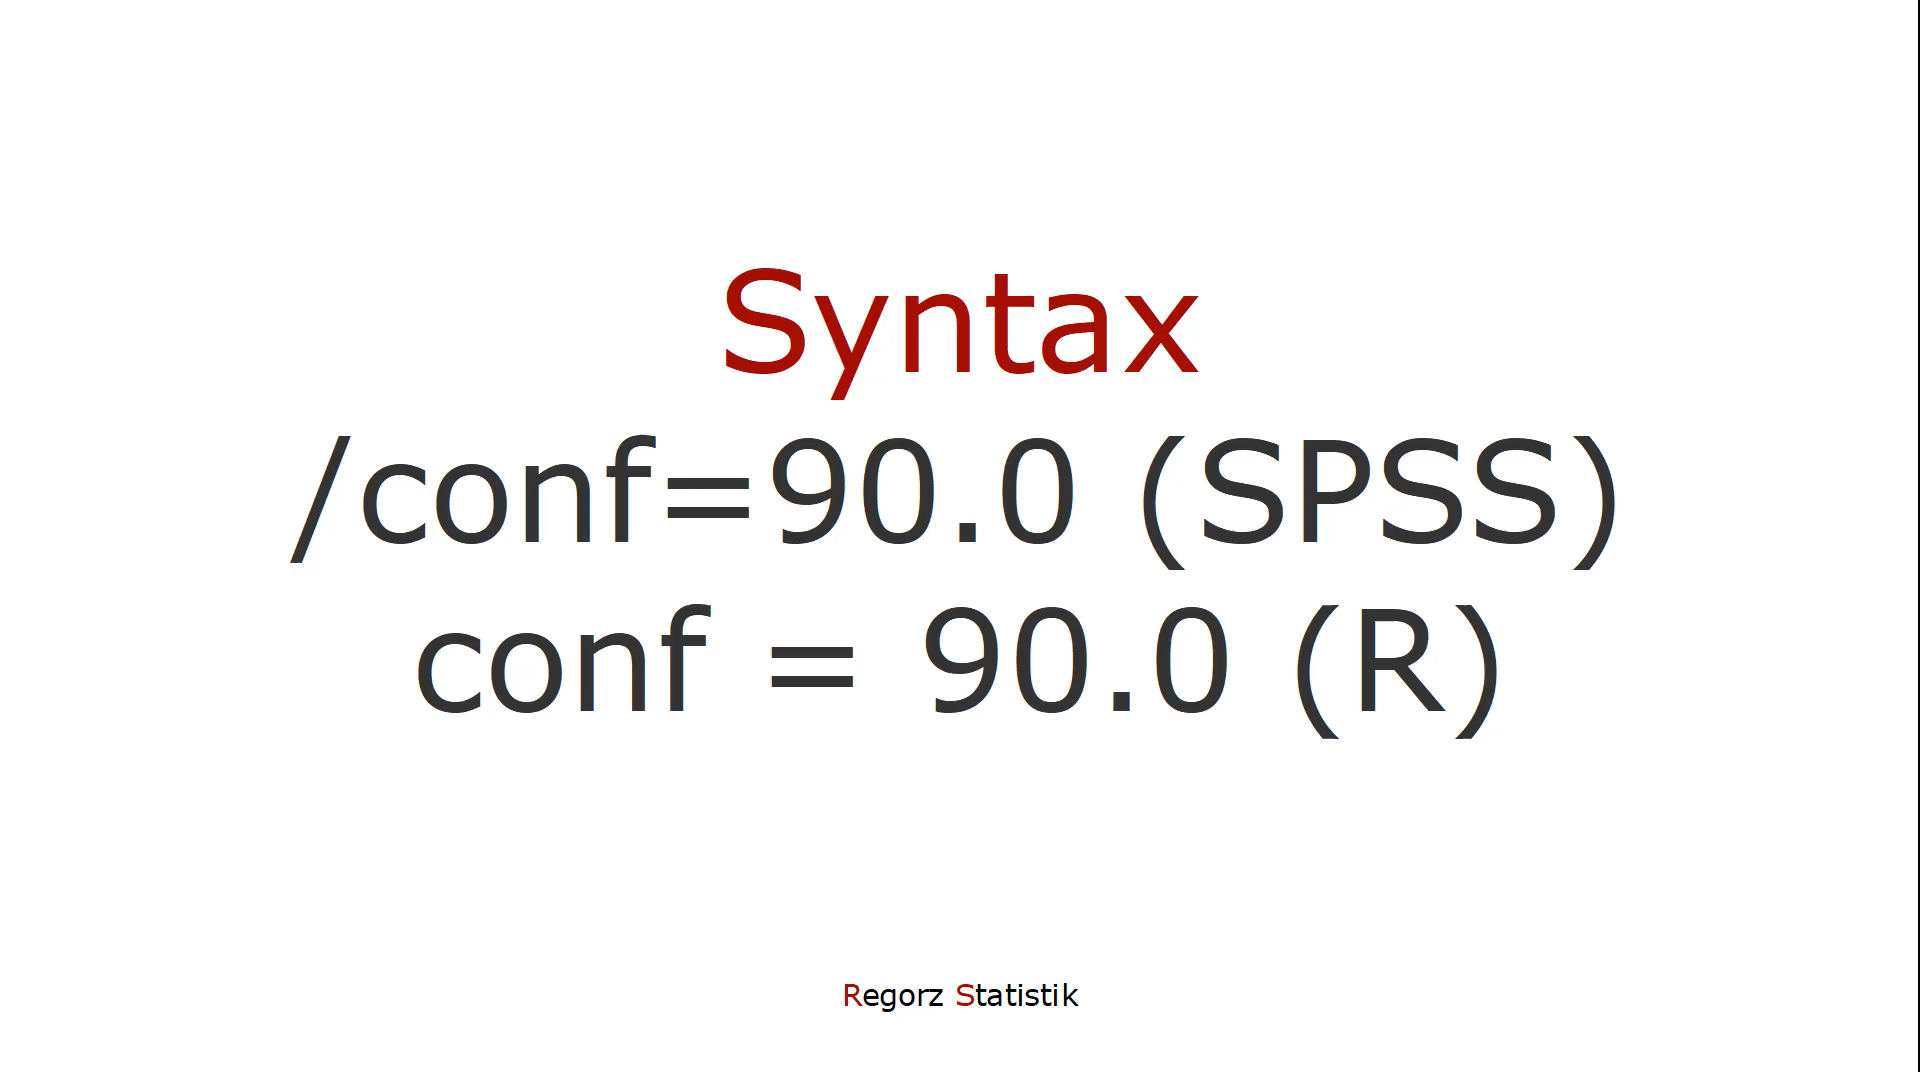 Syntax
/conf=90.0 (SPSS)
conf = 90.0 (R)
Regorz Statistik